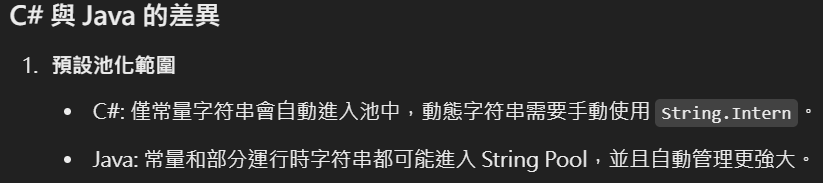 C# 與 Java 的差異
1. 預設池化範圍
• C#: 僅常量字符串會自動進入池中，動態字符串需要手動使用 String.Intern。
• Java: 常量和部分運行時字符串都可能進入 String Pool，並且自動管理更強大。